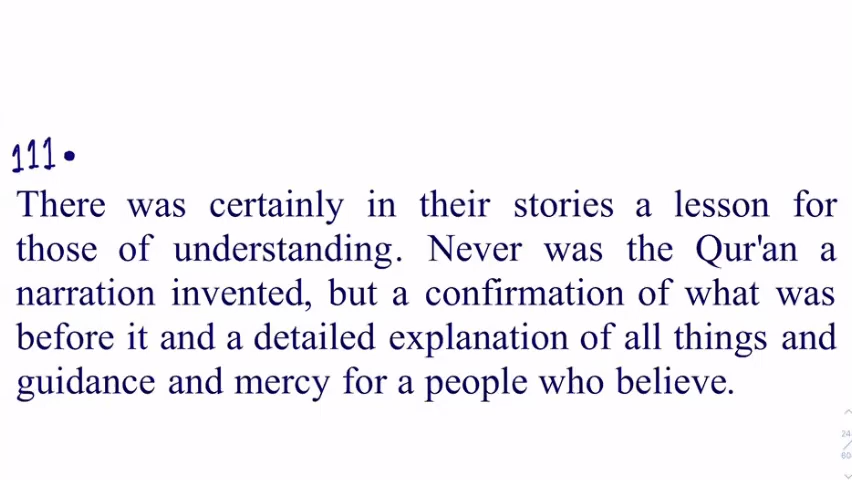 111.
There was certainly in their stories a lesson for
those of understanding. Never was the Qur'an a
narration invented, but a confirmation of what was
before it and a detailed explanation of all things and
guidance and mercy for a people who believe.
24
60